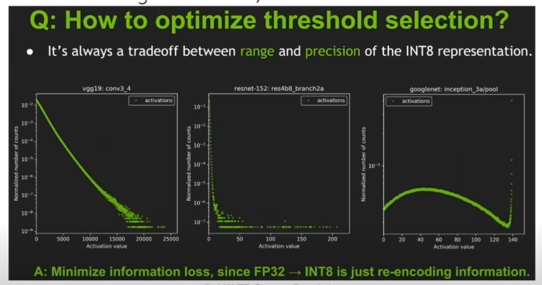 Q: How to optimize threshold selection?
• It's always a tradeoff between range and precision of the INT8 representation.
vgg19: conv3_4
activations
Normalized number of counts
10⁻²
10⁻³
10⁻⁴
10⁻⁵
10⁻⁶
10⁻⁷
10⁻⁸
10⁻⁹
0 5000 10000 15000 20000 25000
Activation value
resnet-152: res4b8_branch2a
activations
Normalized number of counts
10⁻¹
10⁻²
10⁻³
10⁻⁴
10⁻⁵
10⁻⁶
10⁻⁷
0 50 100 150 200
Activation value
googlenet: inception_3a/pool
activations
Normalized number of counts
10⁻²
0 20 40 60 80 100 120 140
Activation value
A: Minimize information loss, since FP32 → INT8 is just re-encoding information.